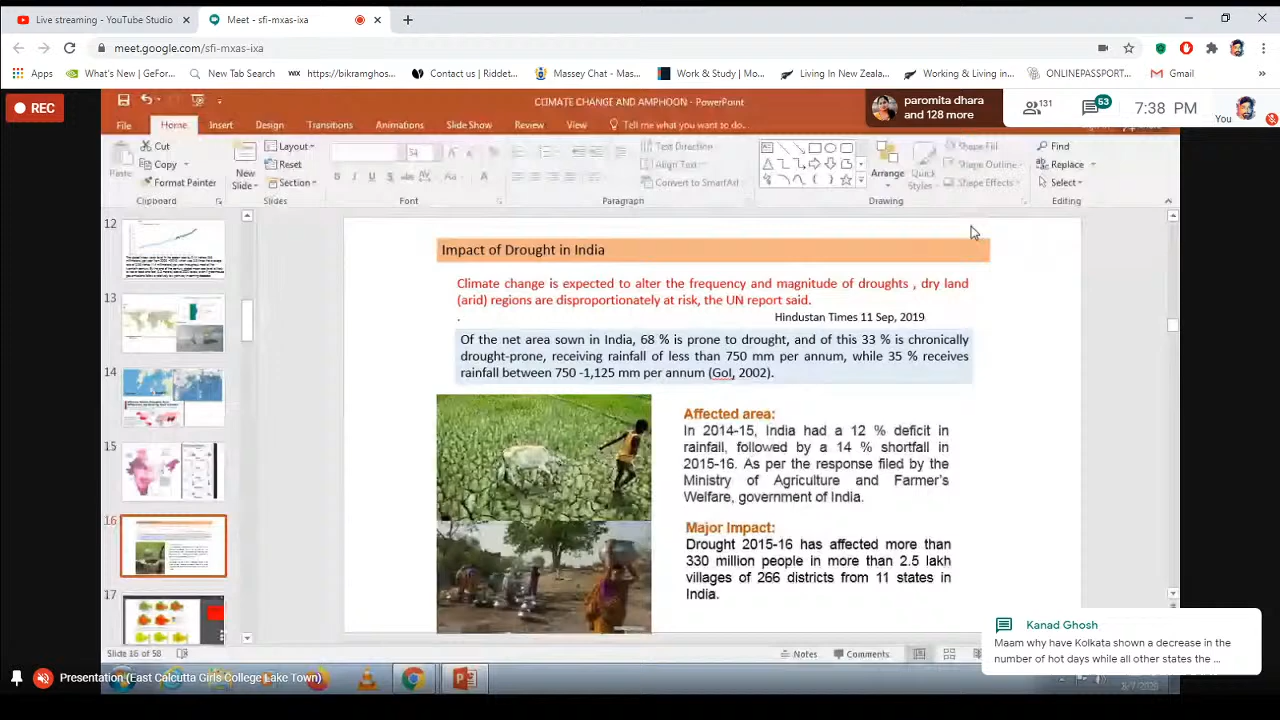 Live streaming - YouTube Studio
Meet - sfi-mxas-ixa
meet.google.com/sfi-mxas-ixa
Apps
What's New (GeFor...
New Tab Search
https://bikramghos...
Contact us | Riddet...
Massey Chat - Mas...
Work & Study | Mo...
Living In New Zeala...
Working & Living in...
ONLINEPASSPORT...
Gmail
REC
ClOMATE CHANGE AND AMPHOON - PowerPoint
paromita dhara
and 128 more
131
63
7:38 PM
You
File
Home
Insert
Design
Transitions
Animations
Slide Show
Review
View
Tell me what you want to do.
Paste
Cut
Copy
Format Painter
Clipboard
New
Slide
Layout
Reset
Section
Slides
Font
Text Direction
Align Text
Convert to SmartArt
Paragraph
Arrange
Quick
Styles
Shape Fill
Shape Outline
Shape Effects
Drawing
Find
Replace
Select
Editing
12
13
14
15
16
17
Impact of Drought in India
Climate change is expected to alter the frequency and magnitude of droughts , dry land
(arid) regions are disproportionately at risk, the UN report said.
.
Hindustan Times 11 Sep, 2019
Of the net area sown in India, 68 % is prone to drought, and of this 33 % is chronically
drought-prone, receiving rainfall of less than 750 mm per annum, while 35 % receives
rainfall between 750 -1,125 mm per annum (GoI, 2002).
Affected area:
In 2014-15, India had a 12 % deficit in
rainfall, followed by a 14 % shortfall in
2015-16. As per the response filed by the
Ministry of Agriculture and Farmer's
Welfare, government of India.
Major Impact:
Drought 2015-16 has affected more than
330 million people in more than 2.5 lakh
villages of 266 districts from 11 states in
India.
Kanad Ghosh
Maam why have Kolkata shown a decrease in the
number of hot days while all other states the ...
Slide 16 of 58
Notes
Comments
Presentation (East Calcutta Girls College Lake Town)